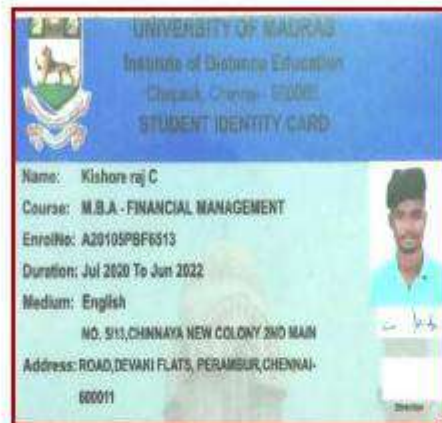 UNIVERSITY OF MADRAS
Institute of Distance Education
Chepauk, Chennai - 600005
STUDENT IDENTITY CARD
Name: Kishore raj C
Course: M.B.A - FINANCIAL MANAGEMENT
EnrolNo: A20105PBF6513
Duration: Jul 2020 To Jun 2022
Medium: English
NO. 5/13,CHINNAYA NEW COLONY 2ND MAIN
Address: ROAD,DEVAKI FLATS, PERAMBUR,CHENNAI-
600011
Director